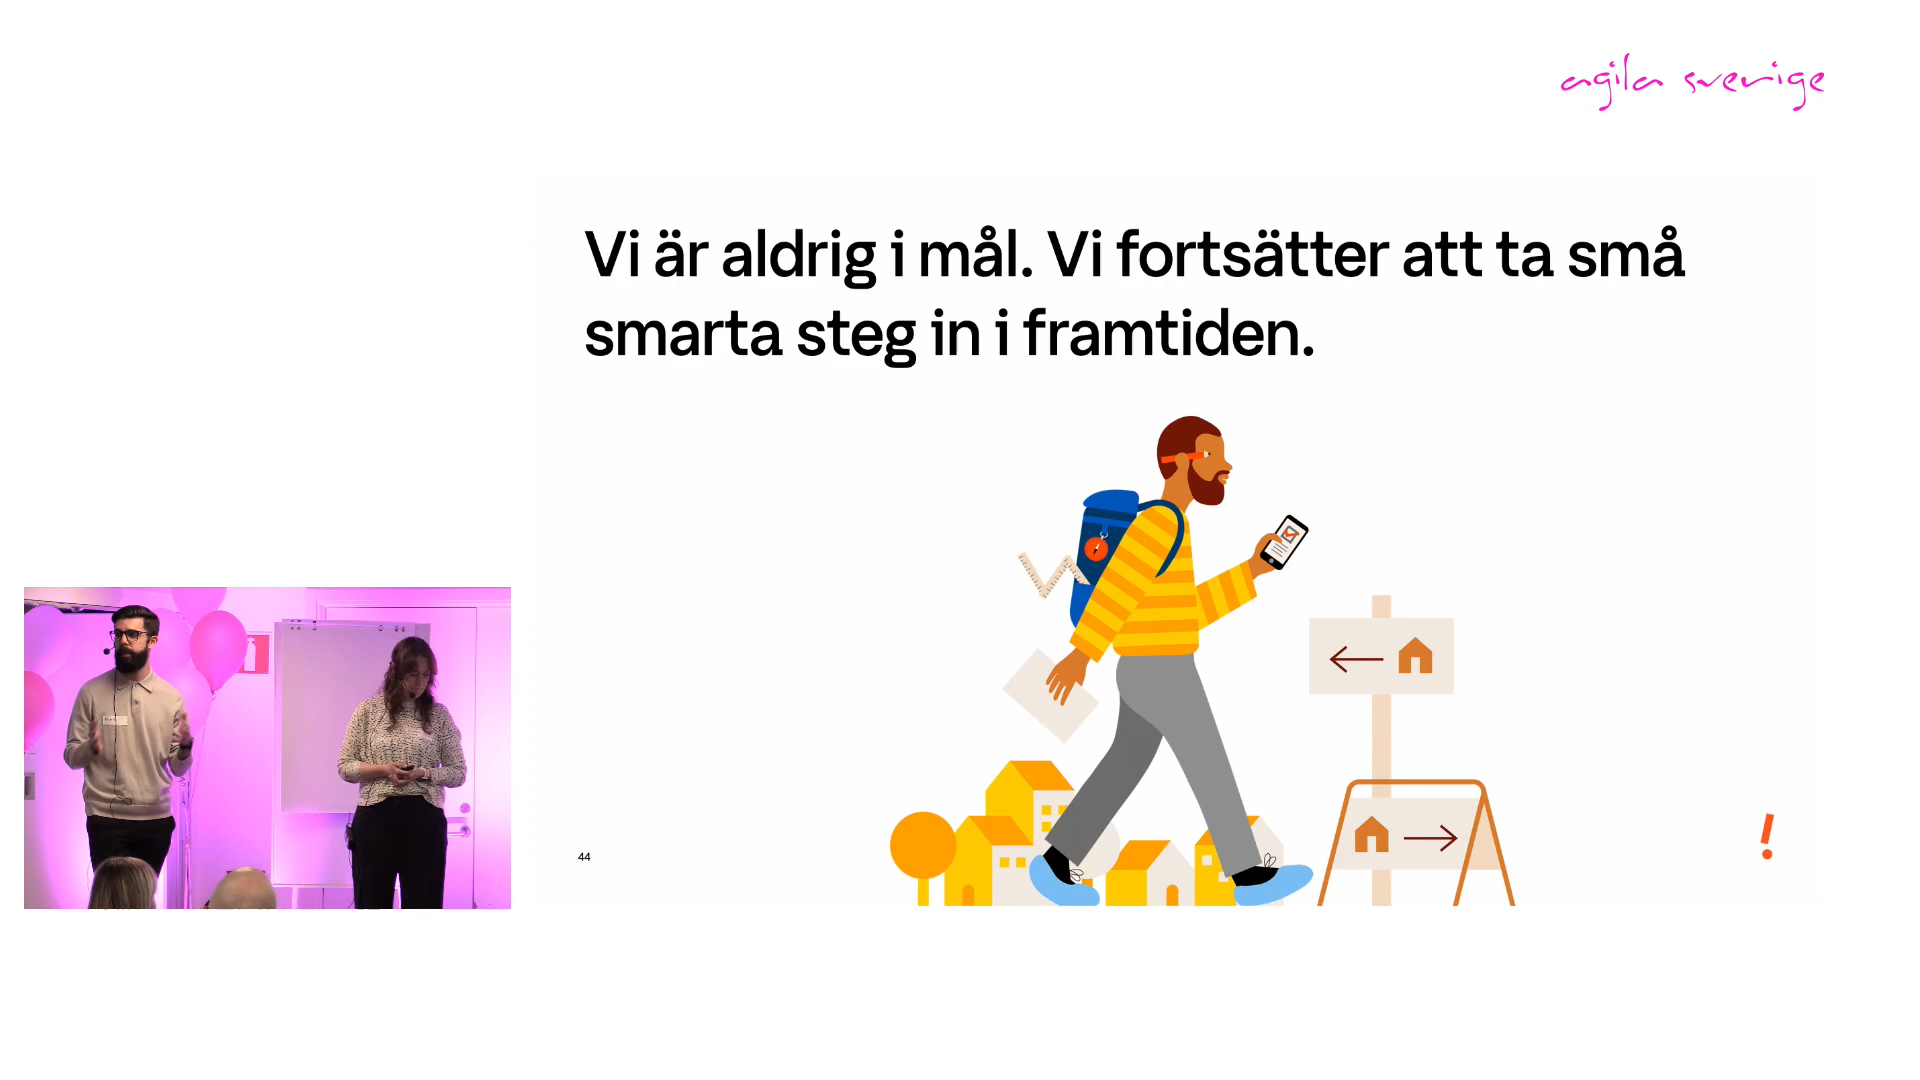 agila sverige
Vi är aldrig i mål. Vi fortsätter att ta små
smarta steg in i framtiden.
44
!